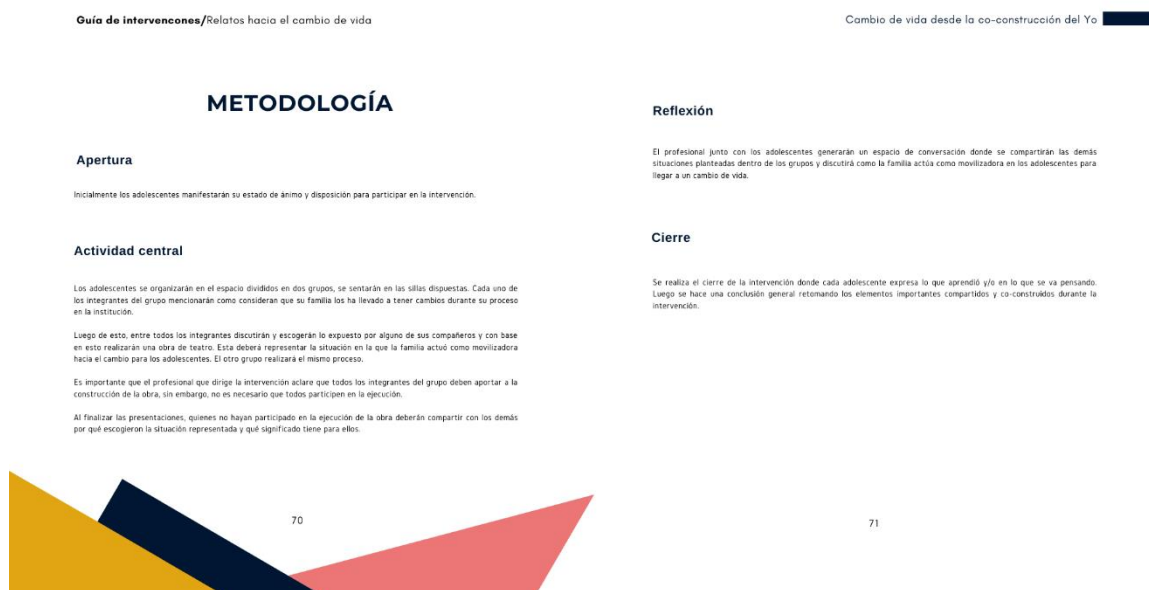 Guía de intervencones/Relatos hacia el cambio de vida
METODOLOGÍA
Apertura
Inicialmente los adolescentes manifestarán su estado de ánimo y disposición para participar en la intervención.
Actividad central
Los adolescentes se organizarán en el espacio divididos en dos grupos, se sentarán en las sillas dispuestas. Cada uno de
los integrantes del grupo mencionarán como consideran que su familia los ha llevado a tener cambios durante su proceso
en la institución.
Luego de esto, entre todos los integrantes discutirán y escogerán lo expuesto por alguno de sus compañeros y con base
en esto realizarán una obra de teatro. Esta deberá representar la situación en la que la familia actuó como movilizadora
hacia el cambio para los adolescentes. El otro grupo realizará el mismo proceso.
Es importante que el profesional que dirige la intervención aclare que todos los integrantes del grupo deben aportar a la
construcción de la obra, sin embargo, no es necesario que todos participen en la ejecución.
Al finalizar las presentaciones, quienes no hayan participado en la ejecución de la obra deberán compartir con los demás
por qué escogieron la situación representada y qué significado tiene para ellos.
70
Cambio de vida desde la co-construcción del Yo
Reflexión
El profesional junto con los adolescentes generarán un espacio de conversación donde se compartirán las demás
situaciones planteadas dentro de los grupos y discutirá como la familia actúa como movilizadora en los adolescentes para
llegar a un cambio de vida.
Cierre
Se realiza el cierre de la intervención donde cada adolescente expresa lo que aprendió y/o en lo que se va pensando.
Luego se hace una conclusión general retomando los elementos importantes compartidos y co-construidos durante la
intervención.
71